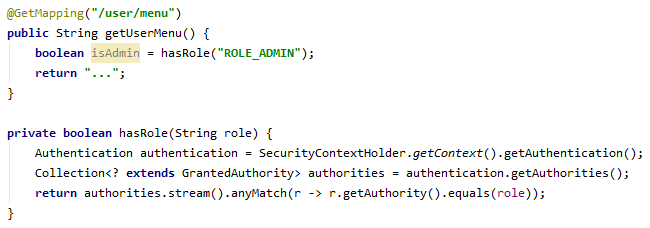 @GetMapping("/user/menu")
public String getUserMenu() {
    boolean isAdmin = hasRole("ROLE_ADMIN");
    return "...";
}

private boolean hasRole(String role) {
    Authentication authentication = SecurityContextHolder.getContext().getAuthentication();
    Collection<? extends GrantedAuthority> authorities = authentication.getAuthorities();
    return authorities.stream().anyMatch(r -> r.getAuthority().equals(role));
}